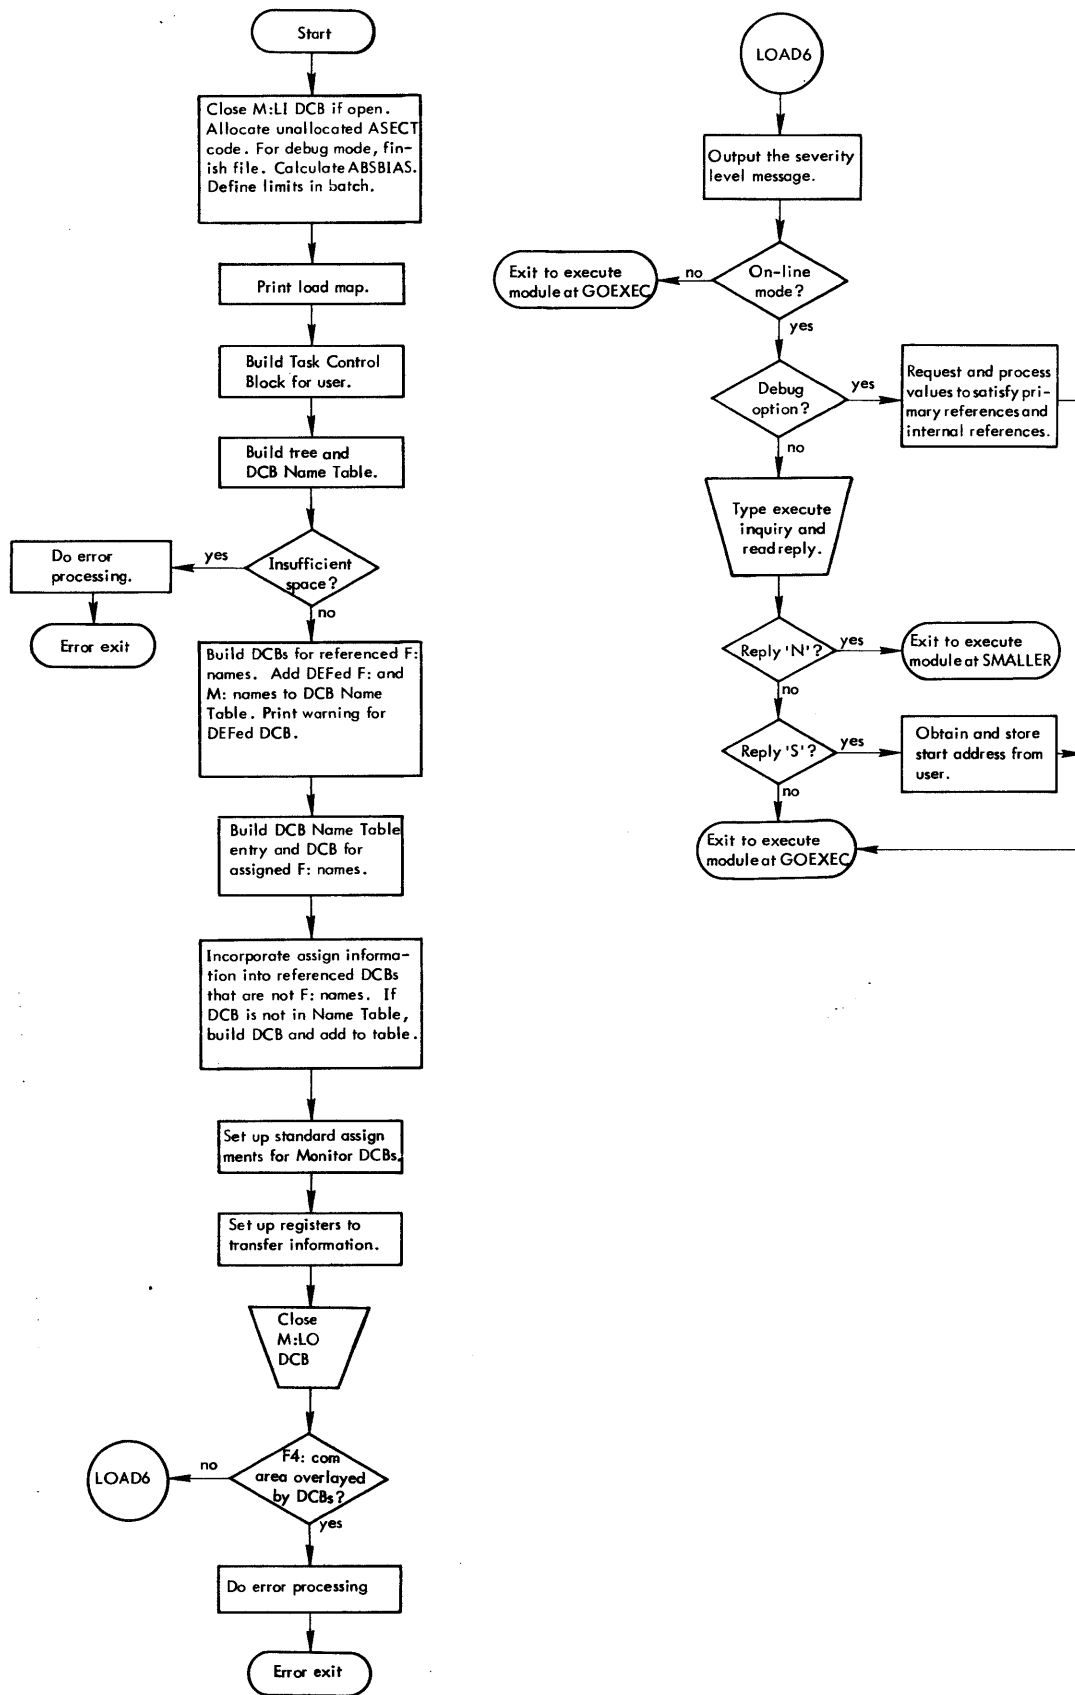 Start
Close M:LI DCB if open.
Allocate unallocated ASECT
code. For debug mode, fin-
ish file. Calculate ABSBIAS.
Define limits in batch.
Print load map.
Build Task Control
Block for user.
Build tree and
DCB Name Table.
Insufficient
space?
yes
Do error
processing.
Error exit
no
Build DCBs for referenced F:
names. Add DEFed F: and
M: names to DCB Name
Table. Print warning for
DEFed DCB.
Build DCB Name Table
entry and DCB for
assigned F: names.
Incorporate assign informa-
tion into referenced DCBs
that are not F: names. If
DCB is not in Name Table,
build DCB and add to table.
Set up standard assign
ments for Monitor DCBs.
Set up registers to
transfer information.
Close
M:LO
DCB
F4: com
area overlayed
by DCBs?
no
LOAD6
yes
Do error processing
Error exit
LOAD6
Output the severity
level message.
On-line
mode?
no
Exit to execute
module at GOEXEC
yes
Debug
option?
yes
Request and process
values to satisfy pri-
mary references and
internal references.
no
Type execute
inquiry and
read reply.
Reply 'N'?
yes
Exit to execute
module at SMALLER
no
Reply 'S'?
yes
Obtain and store
start address from
user.
no
Exit to execute
module at GOEXEC